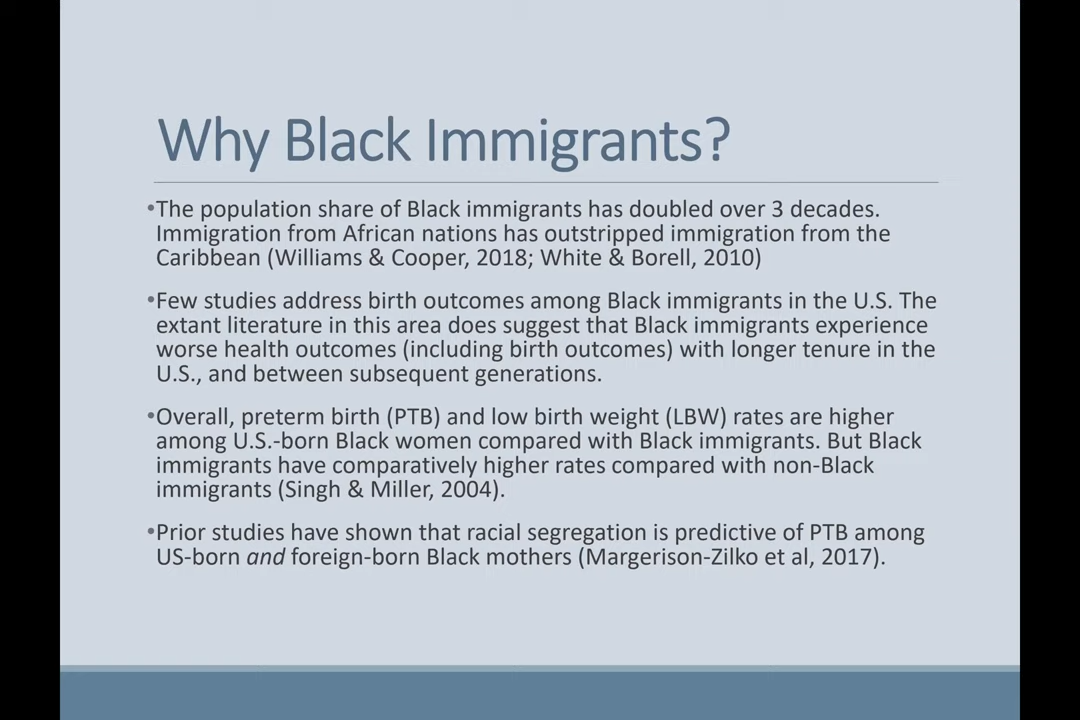 Why Black Immigrants?
•The population share of Black immigrants has doubled over 3 decades.
Immigration from African nations has outstripped immigration from the
Caribbean (Williams & Cooper, 2018; White & Borell, 2010)
•Few studies address birth outcomes among Black immigrants in the U.S. The
extant literature in this area does suggest that Black immigrants experience
worse health outcomes (including birth outcomes) with longer tenure in the
U.S., and between subsequent generations.
•Overall, preterm birth (PTB) and low birth weight (LBW) rates are higher
among U.S.-born Black women compared with Black immigrants. But Black
immigrants have comparatively higher rates compared with non-Black
immigrants (Singh & Miller, 2004).
•Prior studies have shown that racial segregation is predictive of PTB among
US-born and foreign-born Black mothers (Margerison-Zilko et al, 2017).